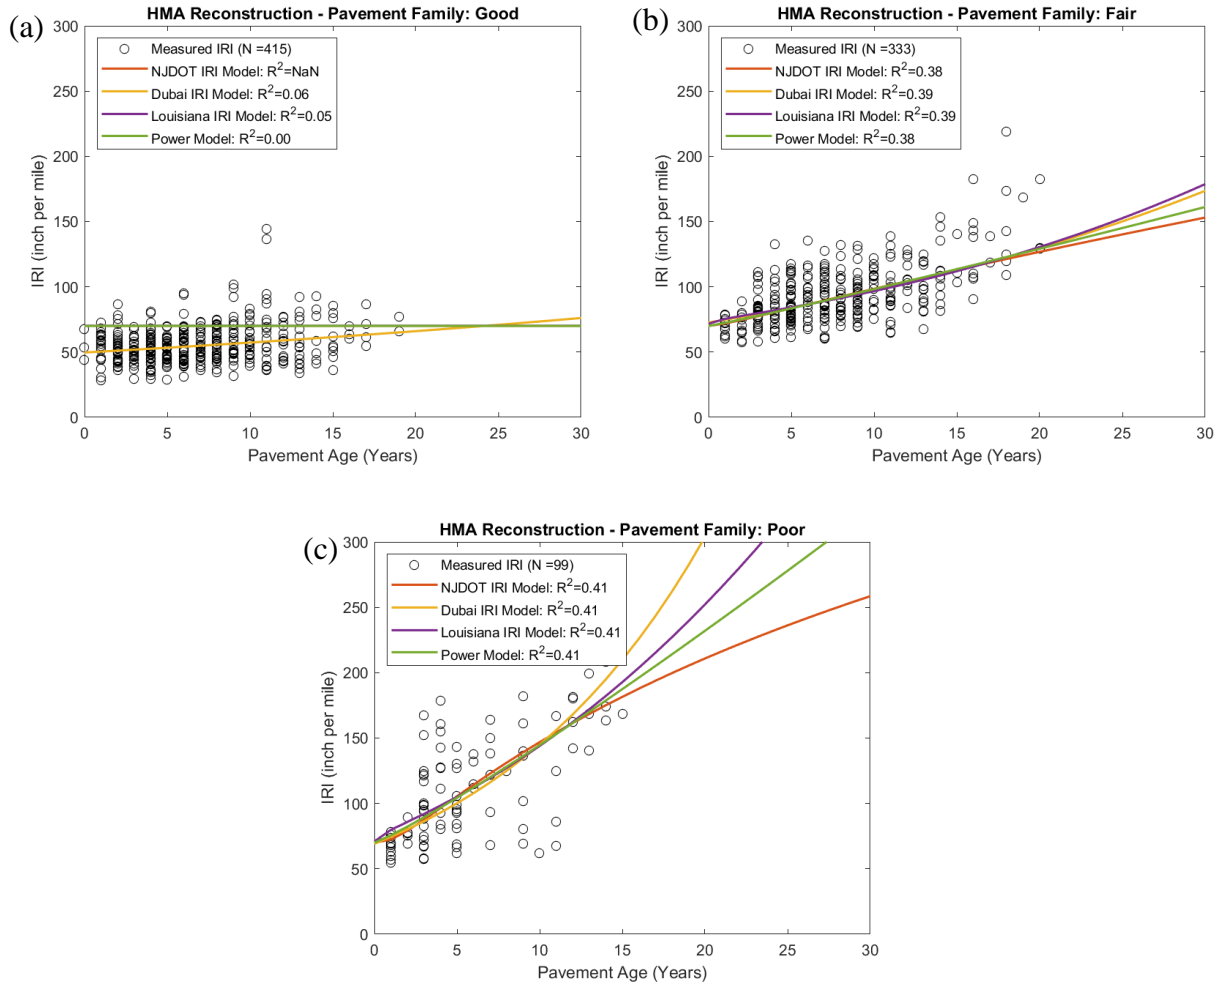 (a)
HMA Reconstruction - Pavement Family: Good
300
250
200
150
100
50
0
IRI (inch per mile)
Measured IRI (N =415)
NJDOT IRI Model: R²=NaN
Dubai IRI Model: R²=0.06
Louisiana IRI Model: R²=0.05
Power Model: R²=0.00
0 5 10 15 20 25 30
Pavement Age (Years)
(b)
HMA Reconstruction - Pavement Family: Fair
300
250
200
150
100
50
0
IRI (inch per mile)
Measured IRI (N =333)
NJDOT IRI Model: R²=0.38
Dubai IRI Model: R²=0.39
Louisiana IRI Model: R²=0.39
Power Model: R²=0.38
0 5 10 15 20 25 30
Pavement Age (Years)
(c)
HMA Reconstruction - Pavement Family: Poor
300
250
200
150
100
50
0
IRI (inch per mile)
Measured IRI (N =99)
NJDOT IRI Model: R²=0.41
Dubai IRI Model: R²=0.41
Louisiana IRI Model: R²=0.41
Power Model: R²=0.41
0 5 10 15 20 25 30
Pavement Age (Years)